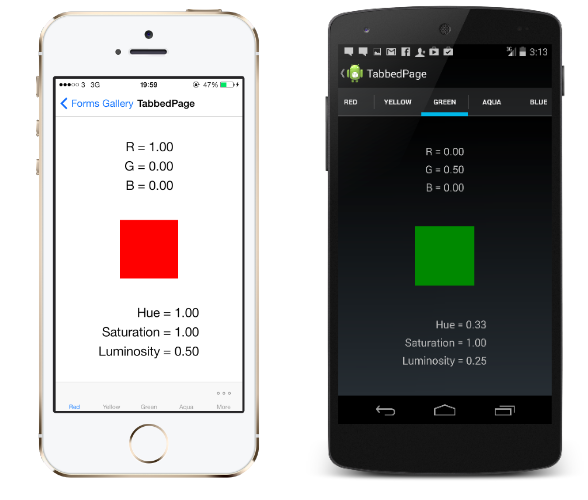 ●●●○○ 3 3G 19:59 47%
Forms Gallery TabbedPage
R = 1.00
G = 0.00
B = 0.00
Hue = 1.00
Saturation = 1.00
Luminosity = 0.50
Red Yellow Green Aqua More
3G 3:13
TabbedPage
RED YELLOW GREEN AQUA BLUE
R = 0.00
G = 0.50
B = 0.00
Hue = 0.33
Saturation = 1.00
Luminosity = 0.25